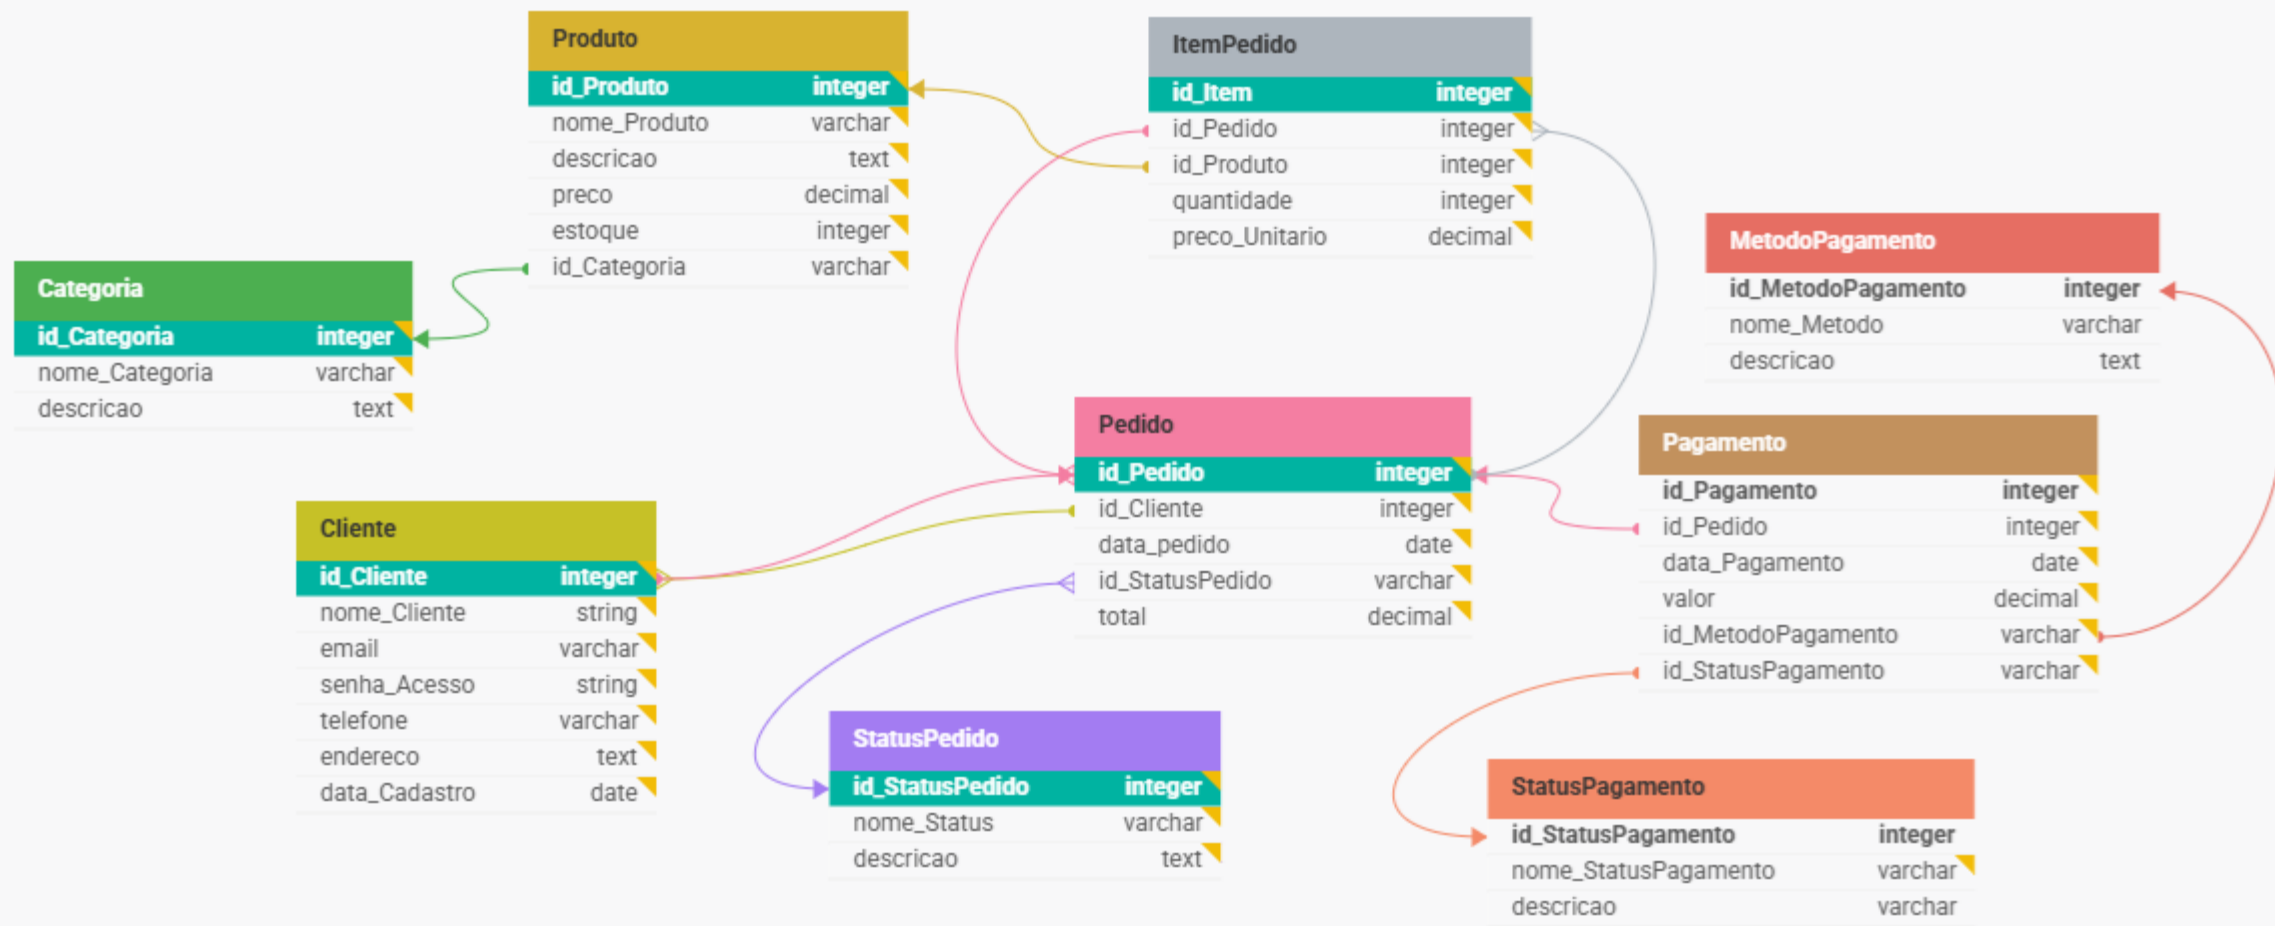 Produto
id_Produto integer
nome_Produto varchar
descricao text
preco decimal
estoque integer
id_Categoria varchar
ItemPedido
id_Item integer
id_Pedido integer
id_Produto integer
quantidade integer
preco_Unitario decimal
MetodoPagamento
id_MetodoPagamento integer
nome_Metodo varchar
descricao text
Categoria
id_Categoria integer
nome_Categoria varchar
descricao text
Pedido
id_Pedido integer
id_Cliente integer
data_pedido date
id_StatusPedido varchar
total decimal
Pagamento
id_Pagamento integer
id_Pedido integer
data_Pagamento date
valor decimal
id_MetodoPagamento varchar
id_StatusPagamento varchar
Cliente
id_Cliente integer
nome_Cliente string
email varchar
senha_Acesso string
telefone varchar
endereco text
data_Cadastro date
StatusPedido
id_StatusPedido integer
nome_Status varchar
descricao text
StatusPagamento
id_StatusPagamento integer
nome_StatusPagamento varchar
descricao varchar